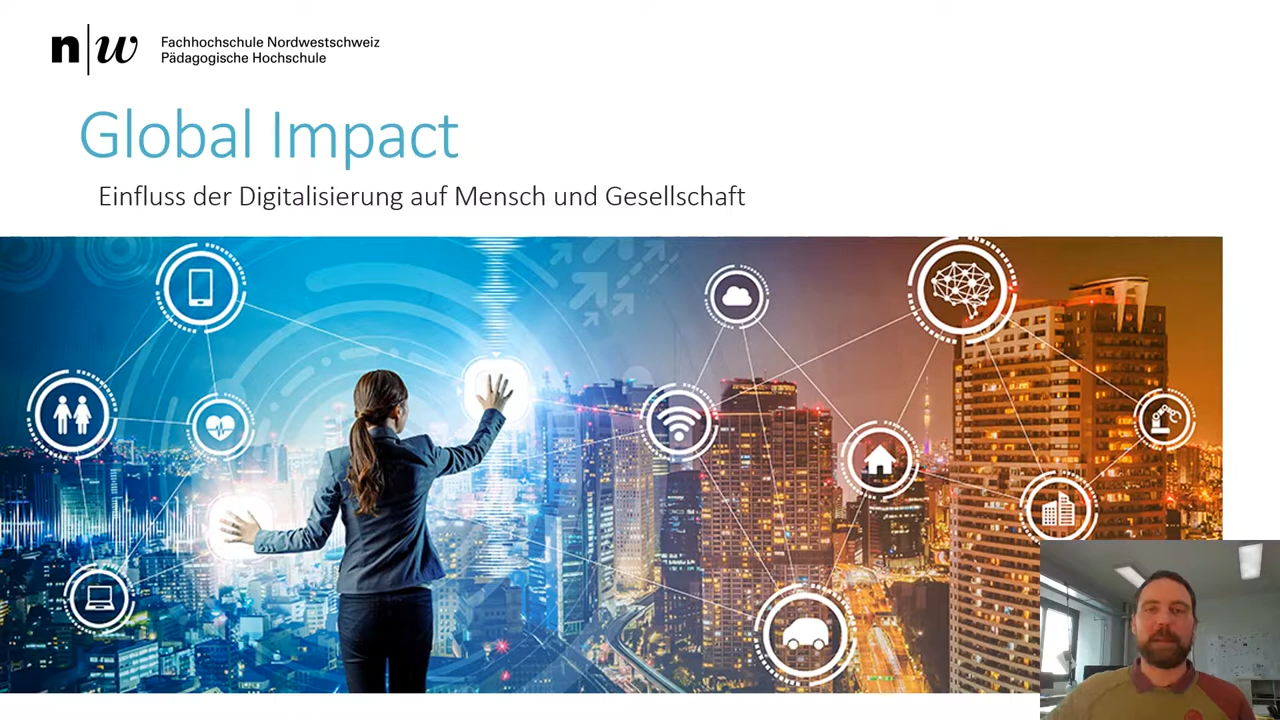 n|w
Fachhochschule Nordwestschweiz
Pädagogische Hochschule
Global Impact
Einfluss der Digitalisierung auf Mensch und Gesellschaft